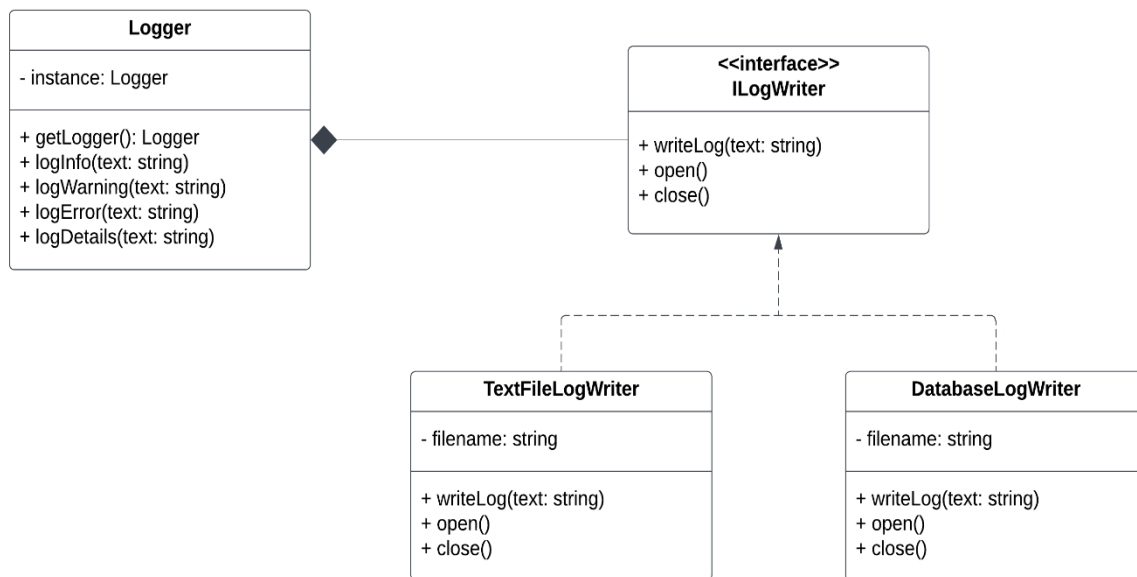 Logger
- instance: Logger
+ getLogger(): Logger
+ logInfo(text: string)
+ logWarning(text: string)
+ logError(text: string)
+ logDetails(text: string)
<<interface>>
ILogWriter
+ writeLog(text: string)
+ open()
+ close()
TextFileLogWriter
- filename: string
+ writeLog(text: string)
+ open()
+ close()
DatabaseLogWriter
- filename: string
+ writeLog(text: string)
+ open()
+ close()